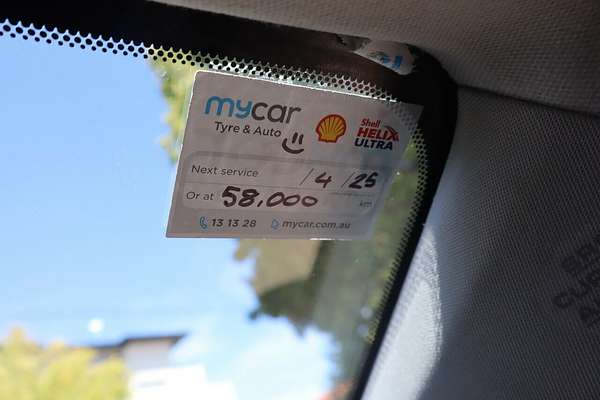 mycar
Tyre & Auto
Shell
HELIX
ULTRA
Next service / 4 / 25
Or at 58,000 km
13 13 28 mycar.com.au